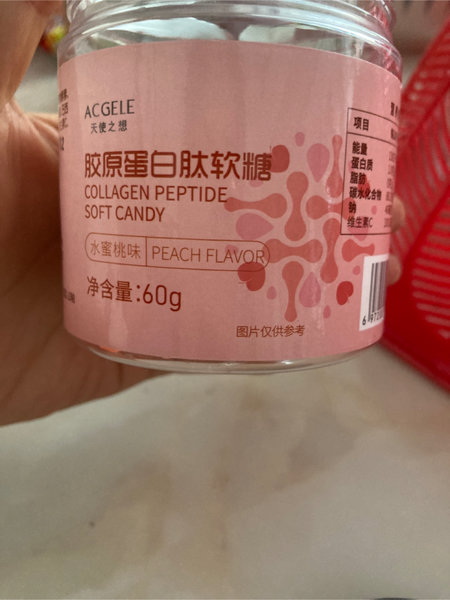 ACGELE
天使之想
胶原蛋白肽软糖
COLLAGEN PEPTIDE
SOFT CANDY
水蜜桃味 PEACH FLAVOR
净含量:60g
图片仅供参考
项目
能量
蛋白质
脂肪
碳水化合物
钠
维生素C